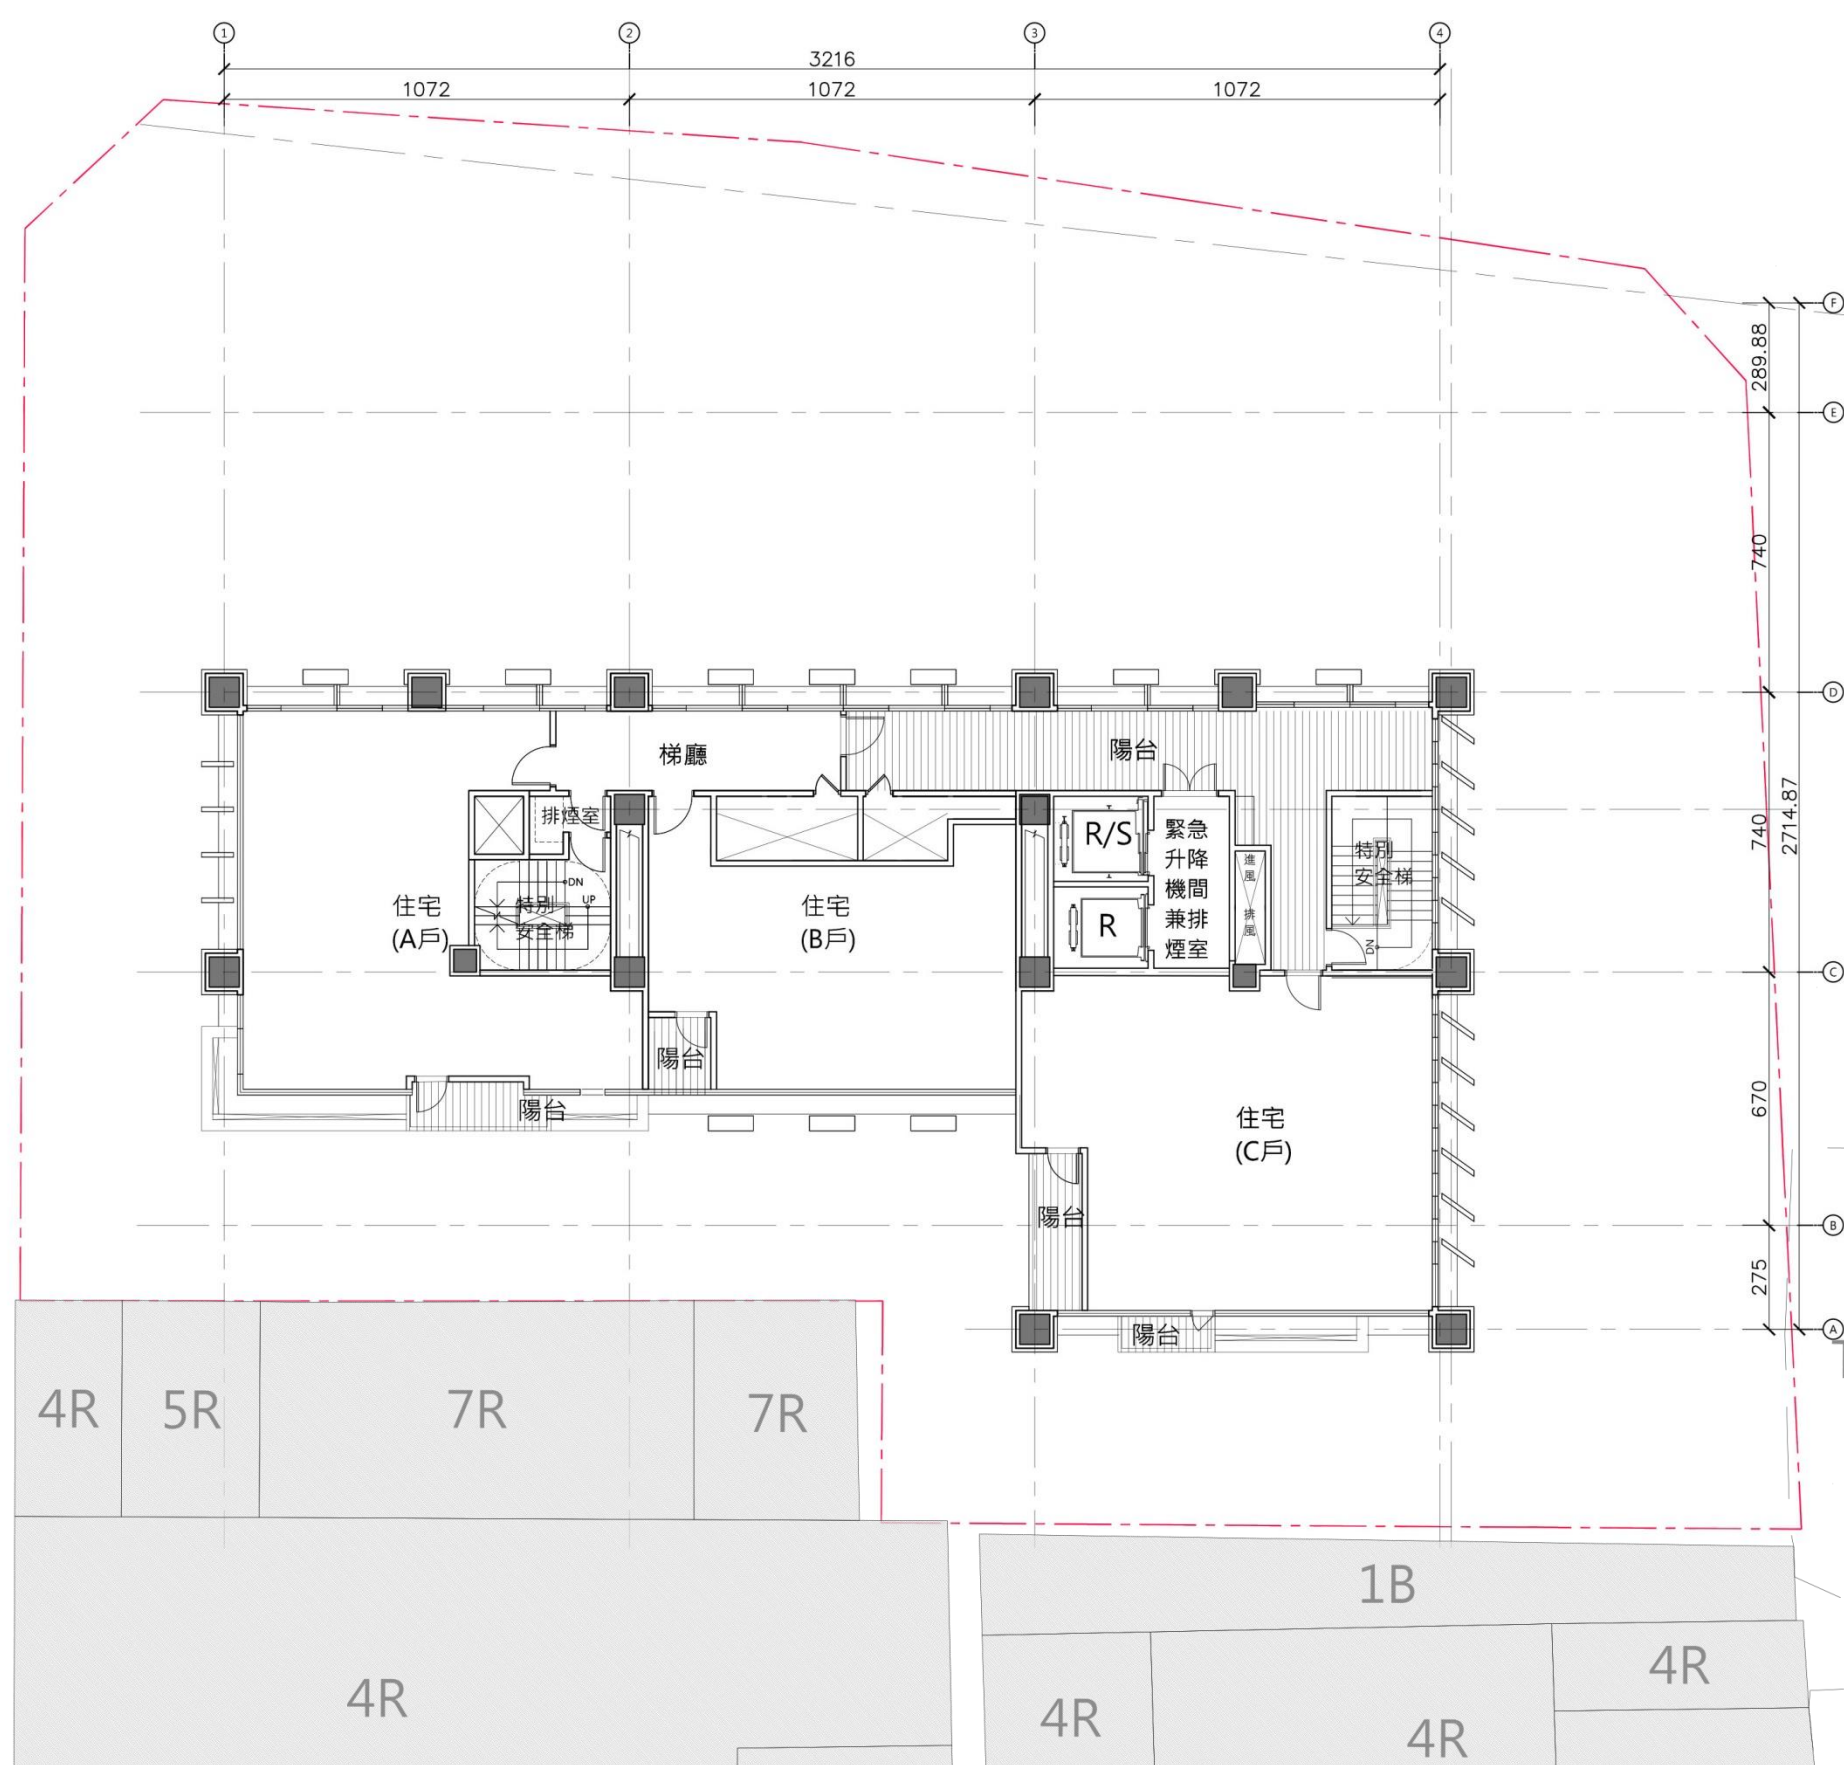 1
2
3
4
3216
1072
1072
1072
F
289.88
E
740
D
740
2714.87
C
670
B
275
A
梯廳
陽台
排煙室
R/S
R
緊急
升降
機間
兼排
煙室
進風
排風
特別
安全梯
DN
DN
UP
特別
安全梯
住宅
(A戶)
住宅
(B戶)
陽台
陽台
住宅
(C戶)
陽台
陽台
4R
5R
7R
7R
1B
4R
4R
4R
4R